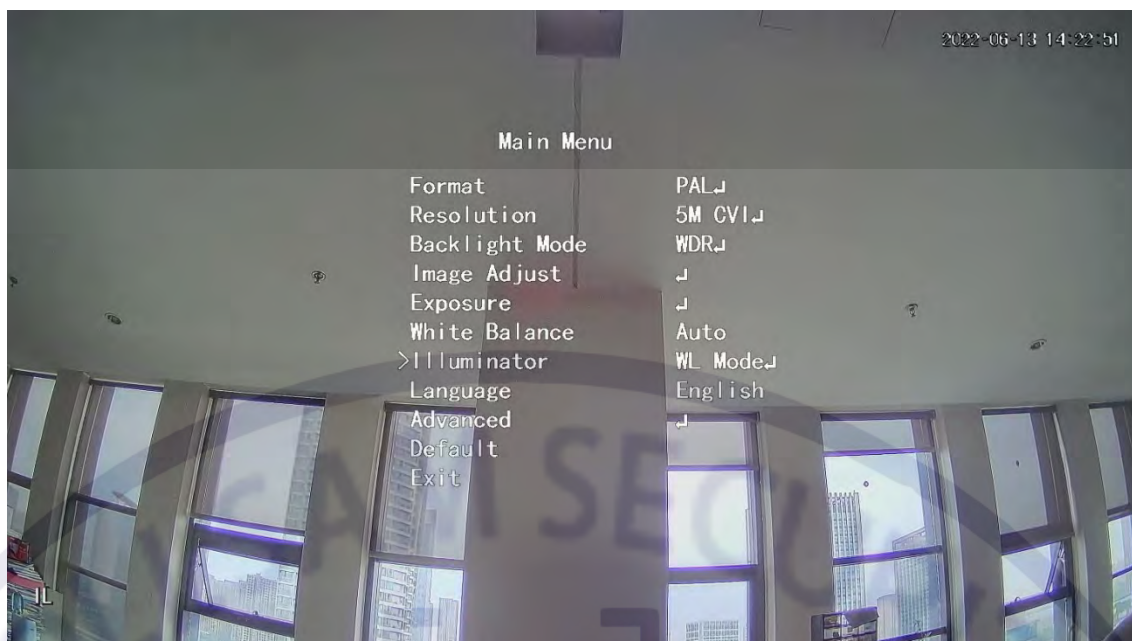 2022-06-13 14:22:51
Main Menu
Format PAL↲
Resolution 5M CVI↲
Backlight Mode WDR↲
Image Adjust ↲
Exposure ↲
White Balance Auto
>Illuminator WL Mode↲
Language English
Advanced ↲
Default
Exit